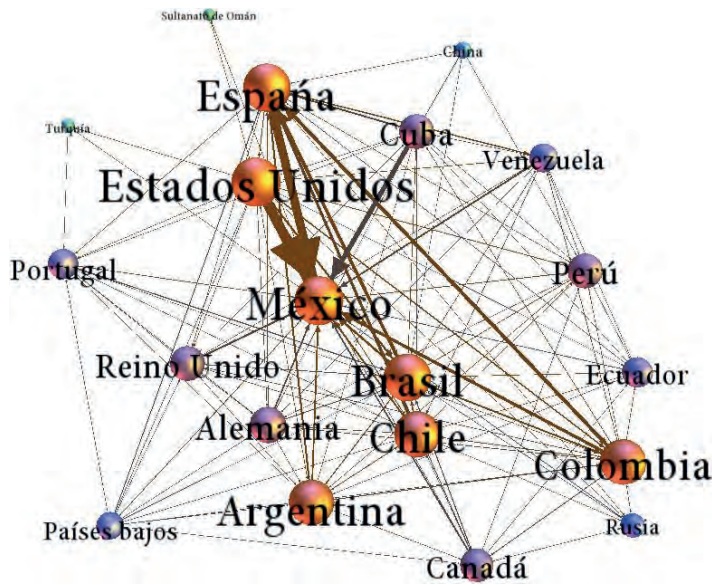 Sultanato de Omán
China
España
Cuba
Turquía
Venezuela
Estados Unidos
Portugal
Perú
México
Reino Unido
Brasil
Ecuador
Alemania
Chile
Colombia
Argentina
Países bajos
Rusia
Canadá